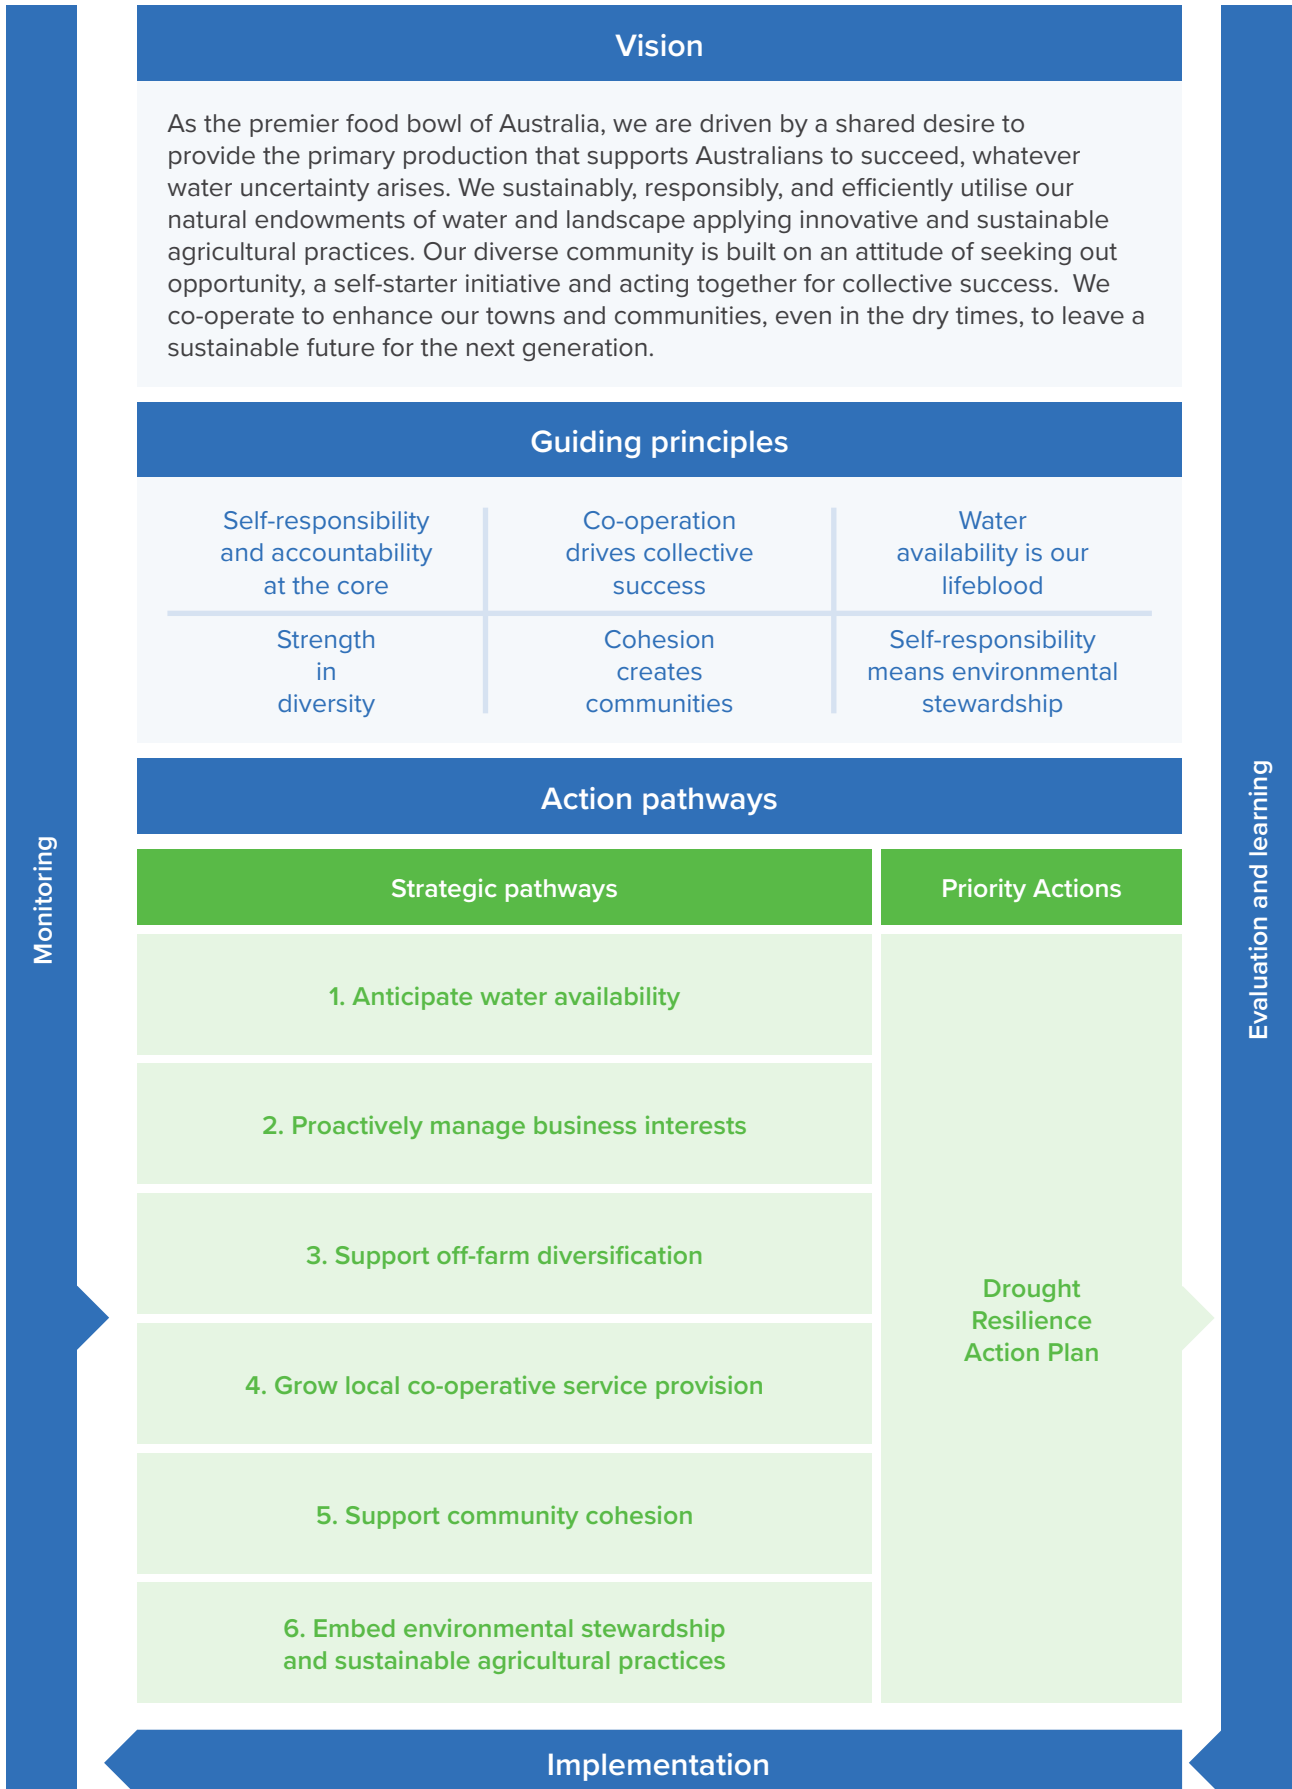 Vision
As the premier food bowl of Australia, we are driven by a shared desire to
provide the primary production that supports Australians to succeed, whatever
water uncertainty arises. We sustainably, responsibly, and efficiently utilise our
natural endowments of water and landscape applying innovative and sustainable
agricultural practices. Our diverse community is built on an attitude of seeking out
opportunity, a self-starter initiative and acting together for collective success.  We
co-operate to enhance our towns and communities, even in the dry times, to leave a
sustainable future for the next generation.
Guiding principles
Self-responsibility
and accountability
at the core
Co-operation
drives collective
success
Water
availability is our
lifeblood
Strength
in
diversity
Cohesion
creates
communities
Self-responsibility
means environmental
stewardship
Action pathways
Strategic pathways
Priority Actions
1. Anticipate water availability
2. Proactively manage business interests
3. Support off-farm diversification
4. Grow local co-operative service provision
5. Support community cohesion
6. Embed environmental stewardship
and sustainable agricultural practices
Drought
Resilience
Action Plan
Monitoring
Evaluation and learning
Implementation